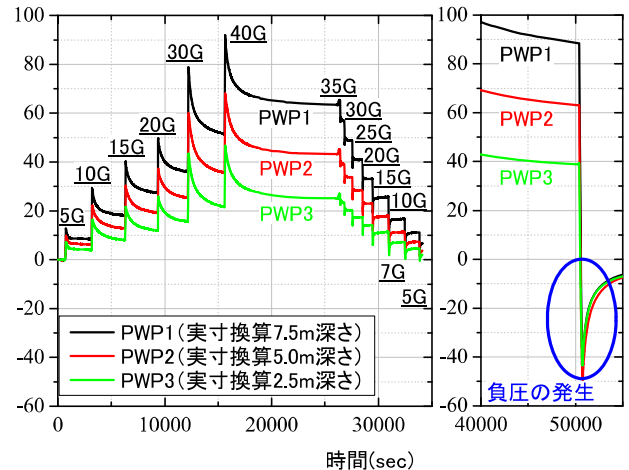 100
80
60
40
20
0
-20
-40
-60
5G
10G
15G
20G
30G
40G
35G
30G
25G
20G
15G
10G
7G
5G
PWP1
PWP2
PWP3
PWP1(実寸換算7.5m深さ)
PWP2(実寸換算5.0m深さ)
PWP3(実寸換算2.5m深さ)
0
10000
20000
30000
100
80
60
40
20
0
-20
-40
-60
PWP1
PWP2
PWP3
負圧の発生
40000
50000
時間(sec)